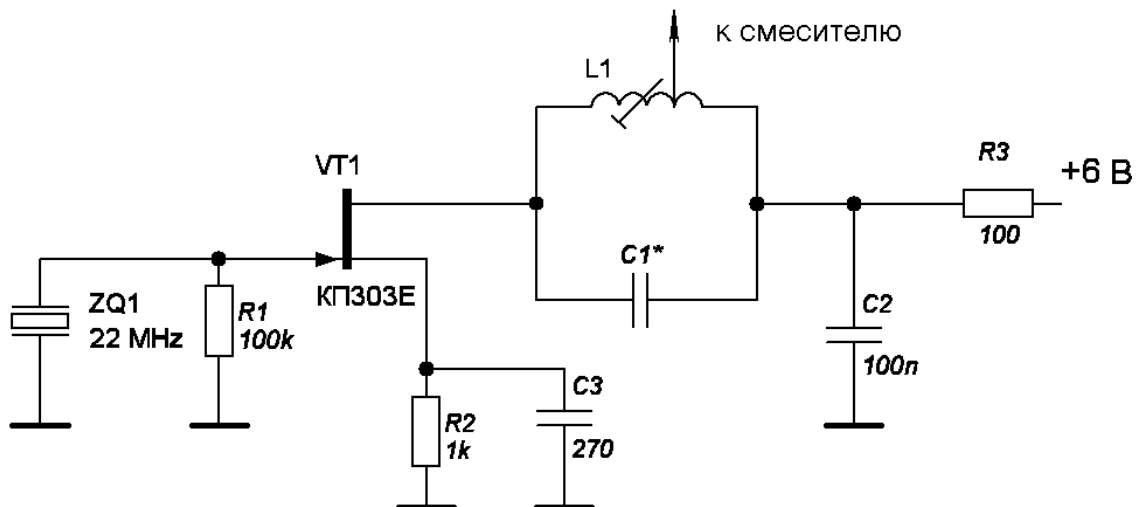 к смесителю
L1
VT1
R3
+6 В
100
C1*
КП303Е
ZQ1
22 MHz
R1
100k
C2
100n
C3
270
R2
1k